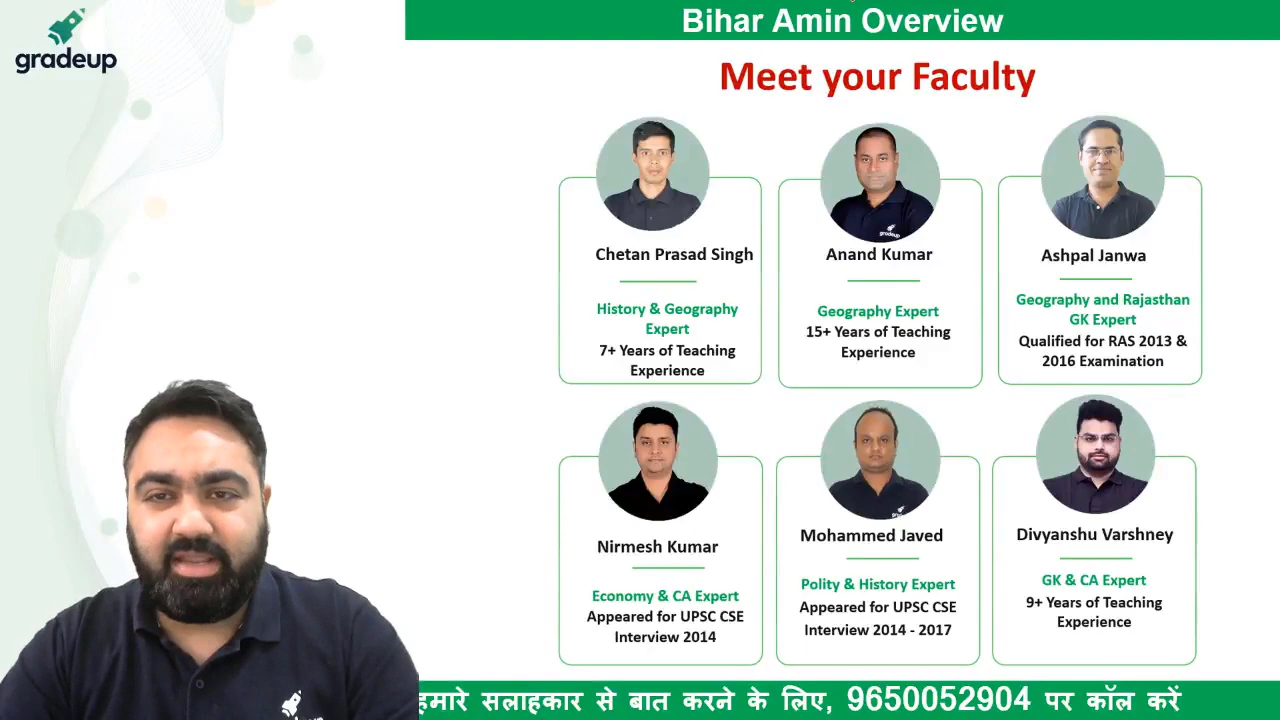 gradeup
Bihar Amin Overview
Meet your Faculty
gradeup
Chetan Prasad Singh
History & Geography
Expert
7+ Years of Teaching
Experience
Anand Kumar
Geography Expert
15+ Years of Teaching
Experience
Ashpal Janwa
Geography and Rajasthan
GK Expert
Qualified for RAS 2013 &
2016 Examination
Nirmesh Kumar
Economy & CA Expert
Appeared for UPSC CSE
Interview 2014
Mohammed Javed
Polity & History Expert
Appeared for UPSC CSE
Interview 2014 - 2017
Divyanshu Varshney
GK & CA Expert
9+ Years of Teaching
Experience
हमारे सलाहकार से बात करने के लिए, 9650052904 पर कॉल करें